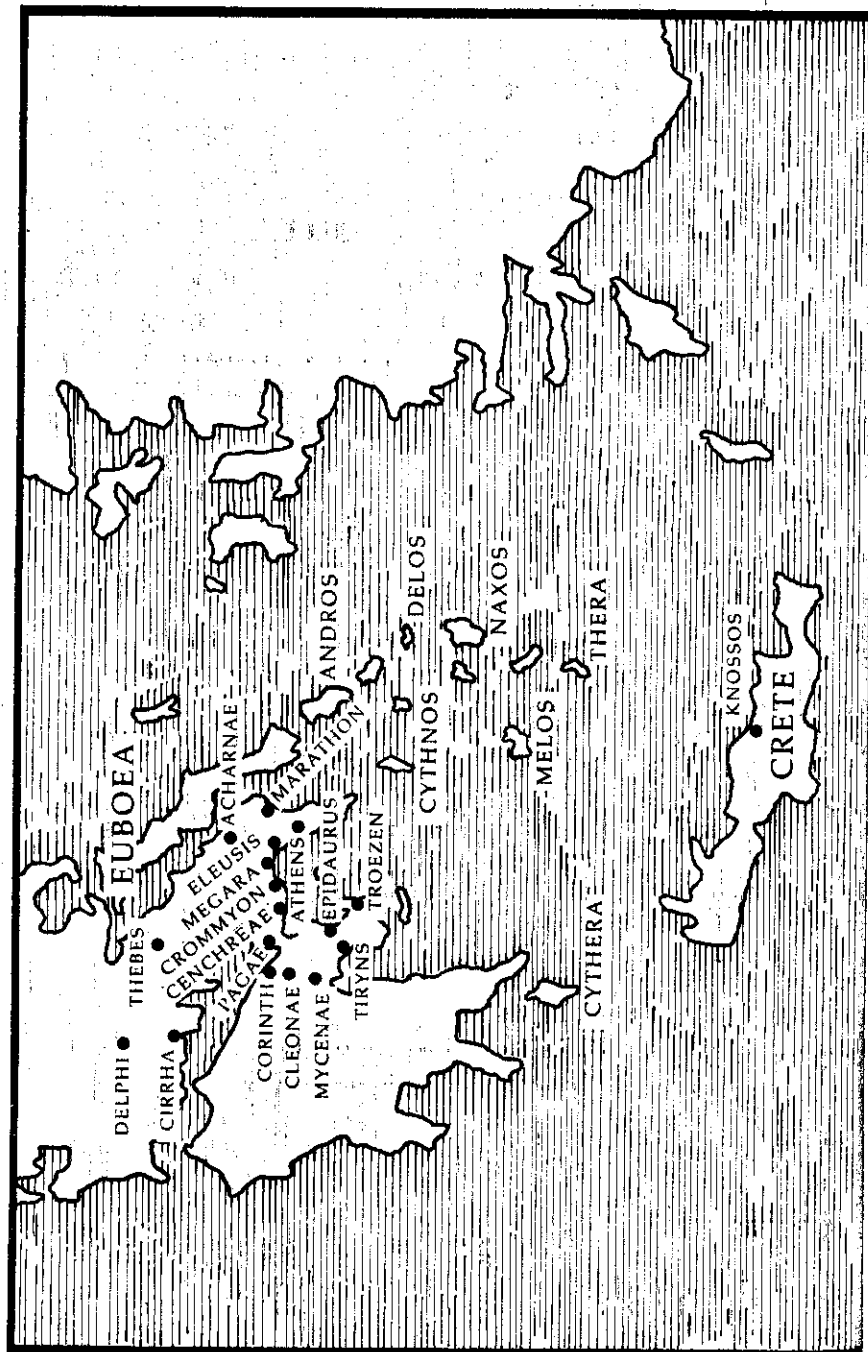 DELPHI
CIRRHA
THEBES
EUBOEA
ACHARNAE
MARATHON
ELEUSIS
MEGARA
CROMMYON
CENCHREAE
PAGAE
ATHENS
CORINTH
CLEONAE
MYCENAE
TIRYNS
EPIDAURUS
TROEZEN
ANDROS
DELOS
CYTHNOS
NAXOS
MELOS
THERA
CYTHERA
KNOSSOS
CRETE